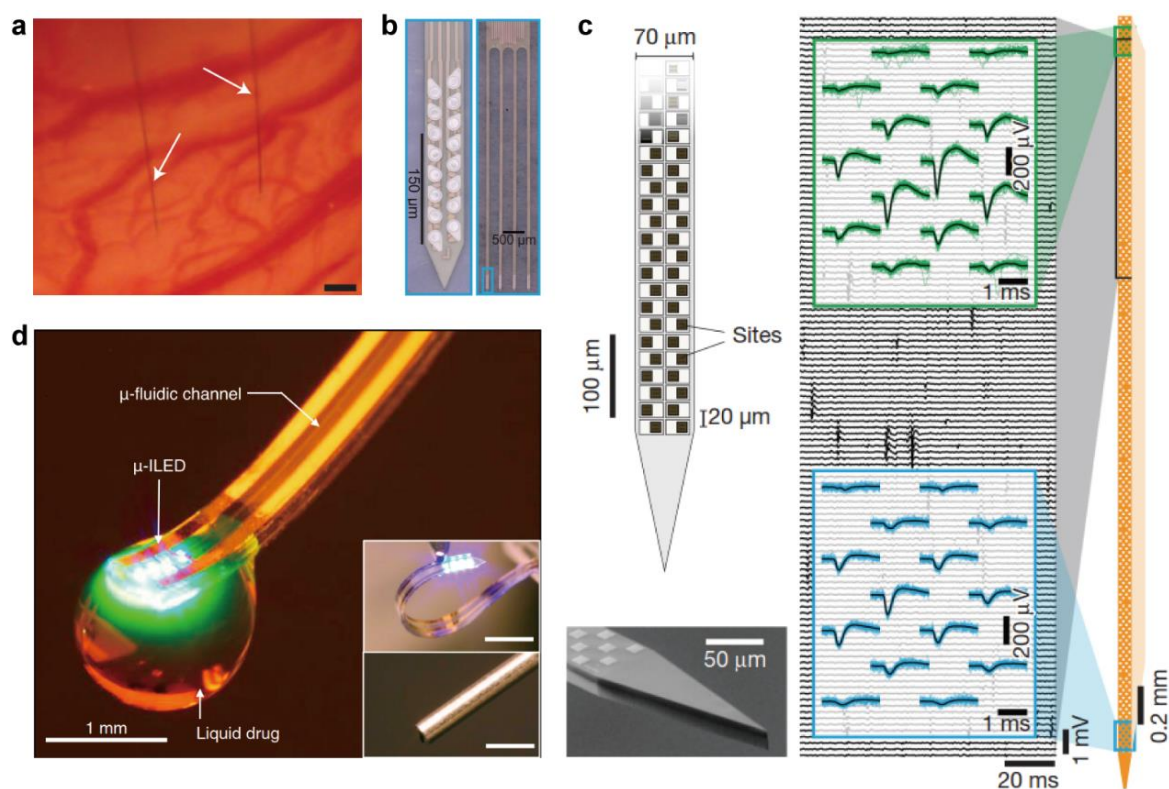 a
b
150 μm
500 μm
c
70 μm
Sites
100 μm
20 μm
50 μm
200 μV
1 ms
200 μV
1 ms
20 ms
1 mV
0.2 mm
d
μ-fluidic channel
μ-ILED
1 mm
Liquid drug